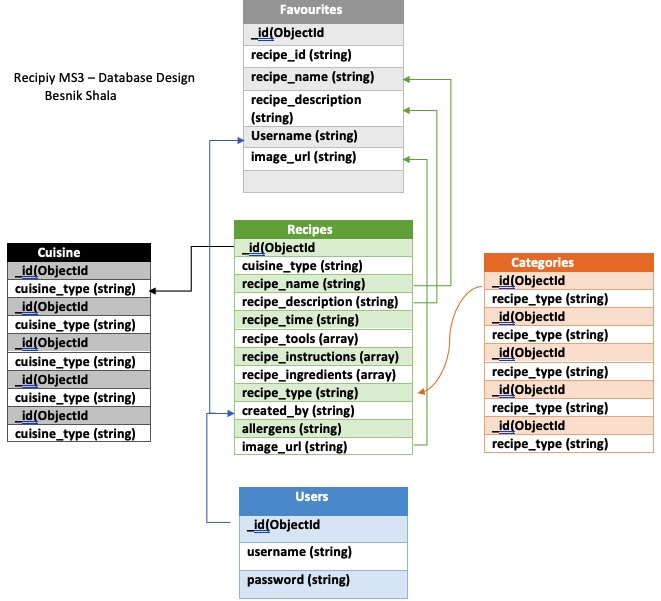 Favourites
_id(ObjectId
recipe_id (string)
recipe_name (string)
recipe_description
(string)
Username (string)
image_url (string)
Recipiy MS3 – Database Design
Besnik Shala
Cuisine
_id(ObjectId
cuisine_type (string)
_id(ObjectId
cuisine_type (string)
_id(ObjectId
cuisine_type (string)
_id(ObjectId
cuisine_type (string)
_id(ObjectId
cuisine_type (string)
Recipes
_id(ObjectId
cuisine_type (string)
recipe_name (string)
recipe_description (string)
recipe_time (string)
recipe_tools (array)
recipe_instructions (array)
recipe_ingredients (array)
recipe_type (string)
created_by (string)
allergens (string)
image_url (string)
Categories
_id(ObjectId
recipe_type (string)
_id(ObjectId
recipe_type (string)
_id(ObjectId
recipe_type (string)
_id(ObjectId
recipe_type (string)
_id(ObjectId
recipe_type (string)
Users
_id(ObjectId
username (string)
password (string)